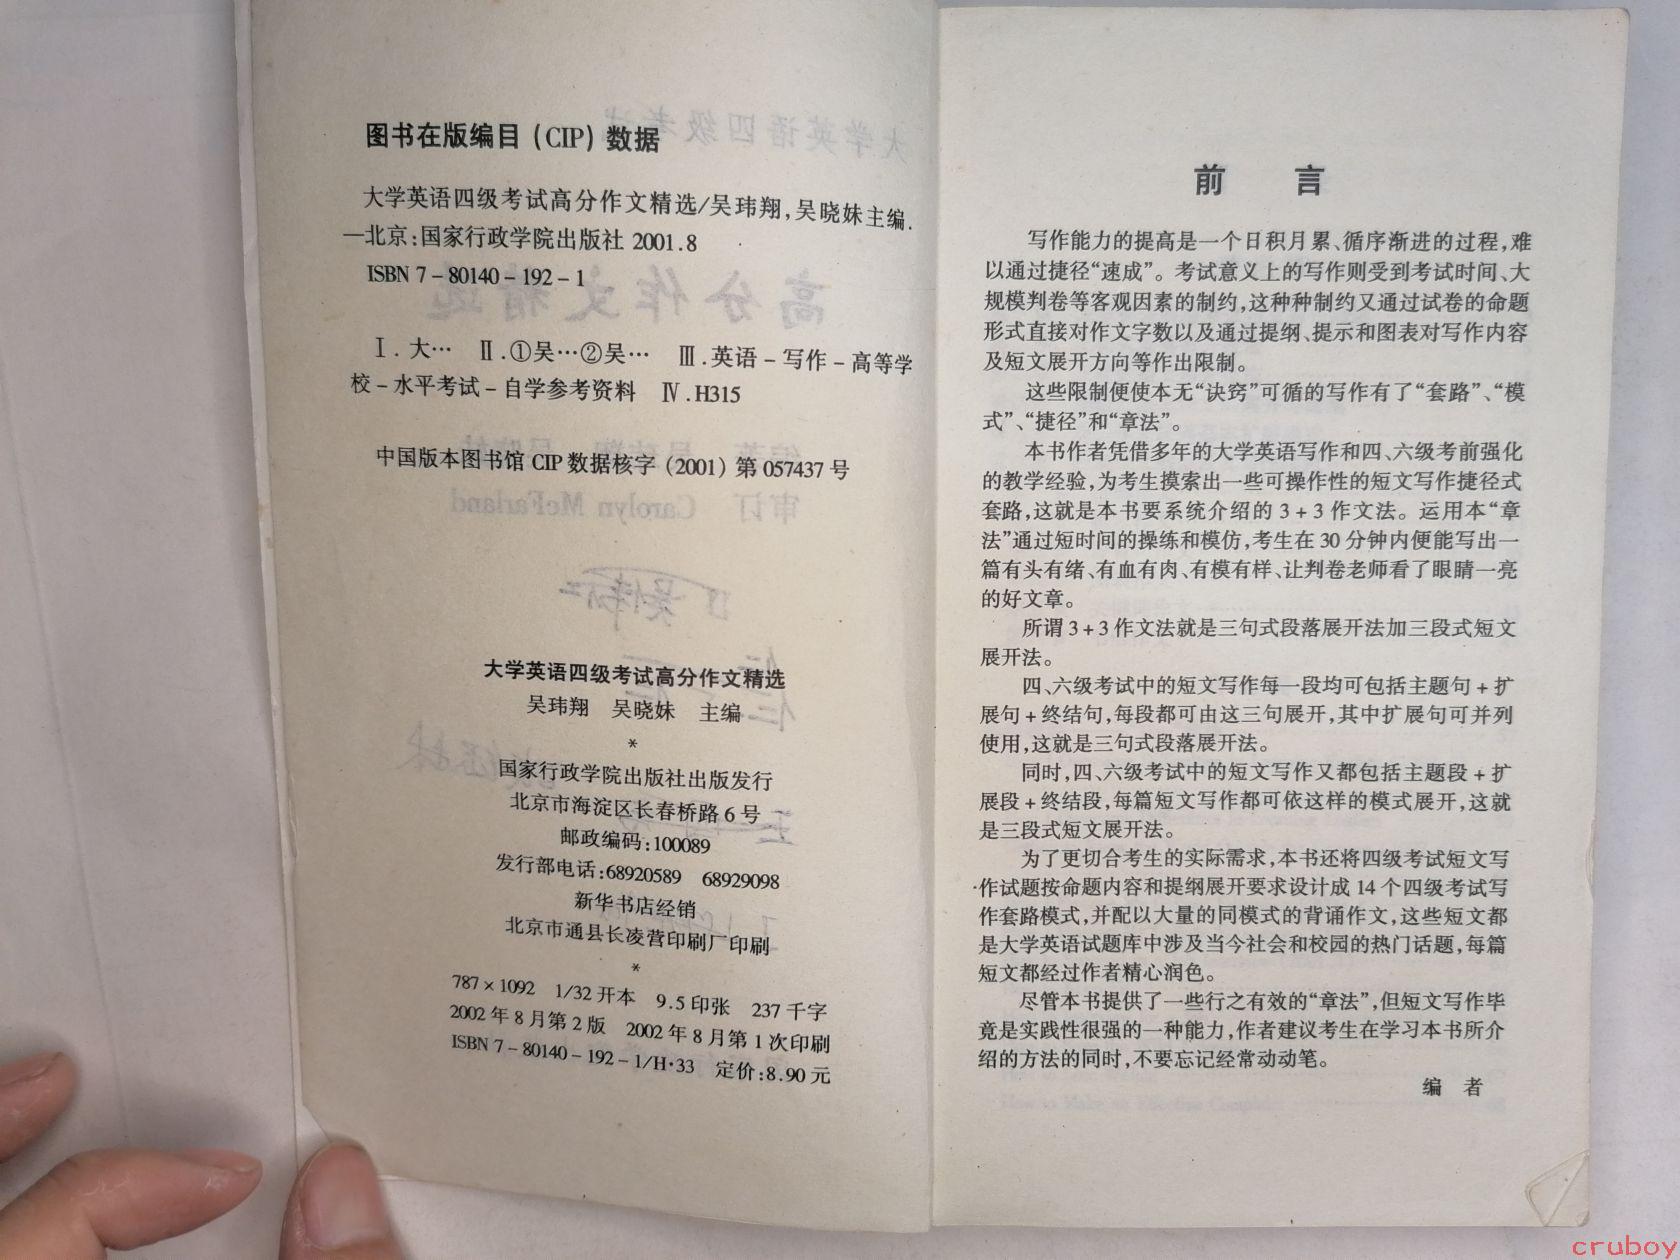 图书在版编目(CIP)数据
大学英语四级考试高分作文精选/吴玮翔,吴晓妹主编.
—北京:国家行政学院出版社 2001.8
ISBN 7-80140-192-1
Ⅰ.大… Ⅱ.①吴…②吴… Ⅲ.英语-写作-高等学
校-水平考试-自学参考资料 Ⅳ.H315
中国版本图书馆CIP数据核字(2001)第057437号
大学英语四级考试高分作文精选
吴玮翔 吴晓妹 主编
*
国家行政学院出版社出版发行
北京市海淀区长春桥路6号
邮政编码:100089
发行部电话:68920589 68929098
新华书店经销
北京市通县长凌营印刷厂印刷
*
787×1092 1/32开本 9.5印张 237千字
2002年8月第2版 2002年8月第1次印刷
ISBN 7-80140-192-1/H·33 定价:8.90元
前 言
写作能力的提高是一个日积月累、循序渐进的过程,难
以通过捷径“速成”。考试意义上的写作则受到考试时间、大
规模判卷等客观因素的制约,这种种制约又通过试卷的命题
形式直接对作文字数以及通过提纲、提示和图表对写作内容
及短文展开方向等作出限制。
这些限制便使本无“诀窍”可循的写作有了“套路”、“模
式”、“捷径”和“章法”。
本书作者凭借多年的大学英语写作和四、六级考前强化
的教学经验,为考生摸索出一些可操作性的短文写作捷径式
套路,这就是本书要系统介绍的3+3作文法。运用本“章
法”通过短时间的操练和模仿,考生在30分钟内便能写出一
篇有头有绪、有血有肉、有模有样、让判卷老师看了眼睛一亮
的好文章。
所谓3+3作文法就是三句式段落展开法加三段式短文
展开法。
四、六级考试中的短文写作每一段均可包括主题句+扩
展句+终结句,每段都可由这三句展开,其中扩展句可并列
使用,这就是三句式段落展开法。
同时,四、六级考试中的短文写作又都包括主题段+扩
展段+终结段,每篇短文写作都可依这样的模式展开,这就
是三段式短文展开法。
为了更切合考生的实际需求,本书还将四级考试短文写
作试题按命题内容和提纲展开要求设计成14个四级考试写
作套路模式,并配以大量的同模式的背诵作文,这些短文都
是大学英语试题库中涉及当今社会和校园的热门话题,每篇
短文都经过作者精心润色。
尽管本书提供了一些行之有效的“章法”,但短文写作毕
竟是实践性很强的一种能力,作者建议考生在学习本书所介
绍的方法的同时,不要忘记经常动动笔。
编 者
cruboy